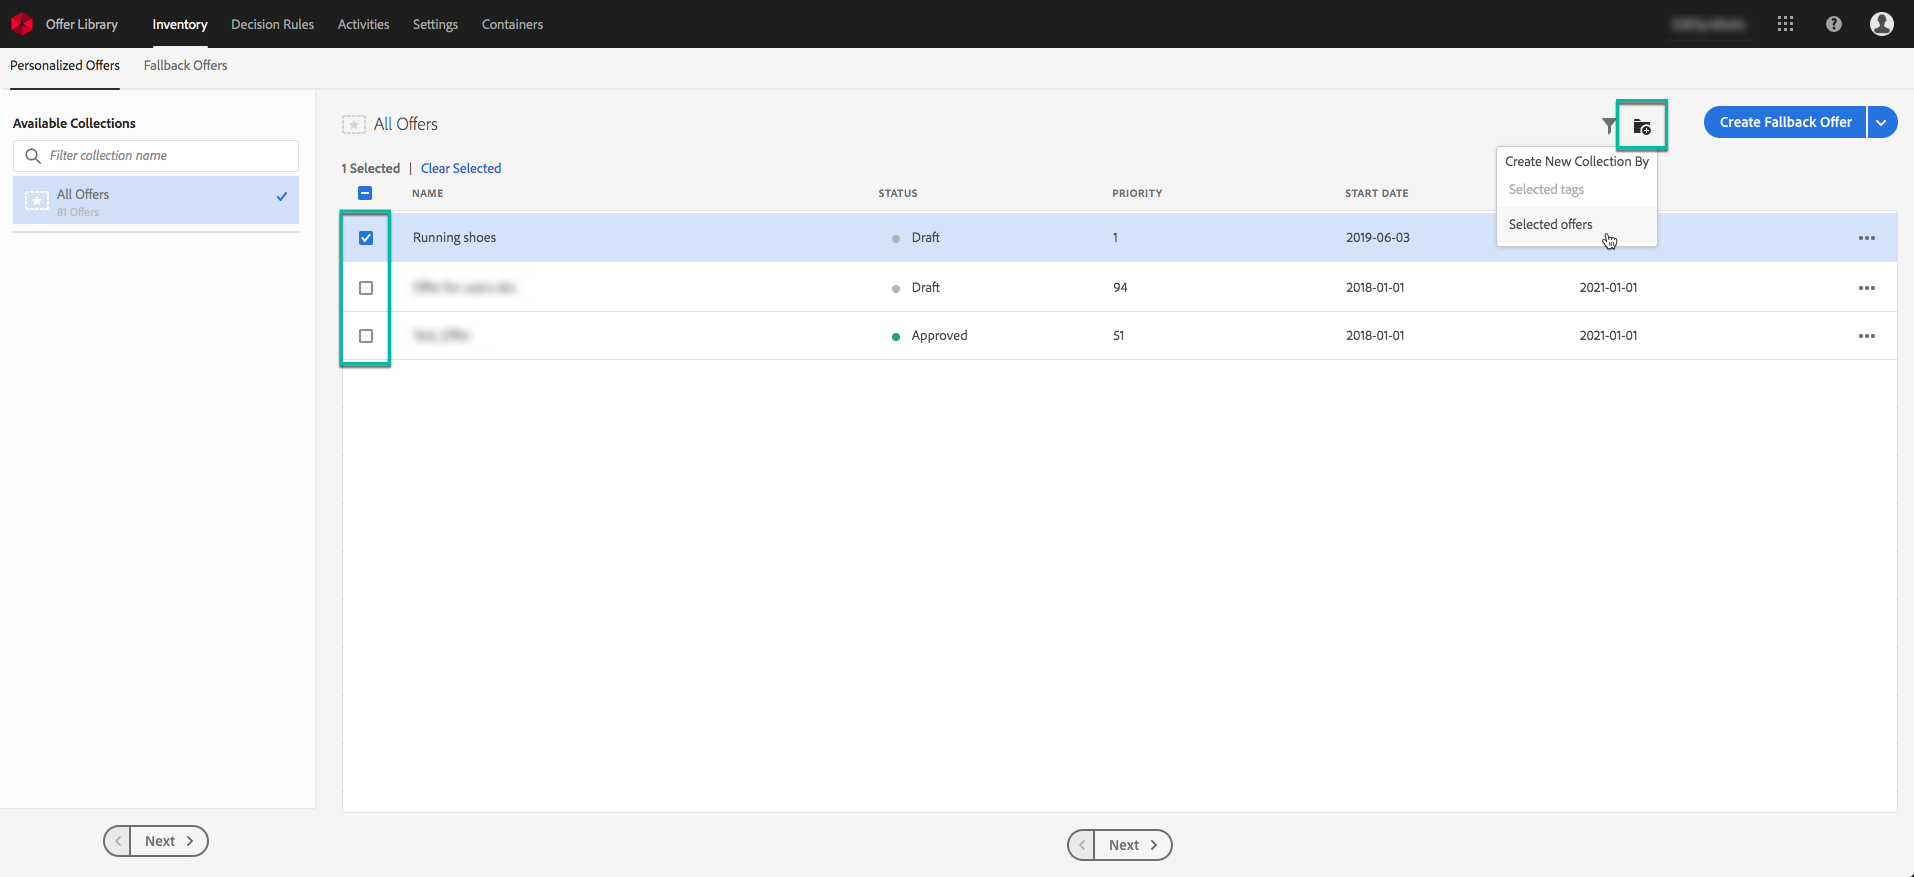 Offer Library Inventory Decision Rules Activities Settings Containers
Personalized Offers Fallback Offers
Available Collections
Filter collection name
All Offers
81 Offers
Next
All Offers
Create Fallback Offer
Create New Collection By
Selected tags
Selected offers
1 Selected | Clear Selected
NAME STATUS PRIORITY START DATE
Running shoes Draft 1 2019-06-03
Draft 94 2018-01-01 2021-01-01
Approved 51 2018-01-01 2021-01-01
Next